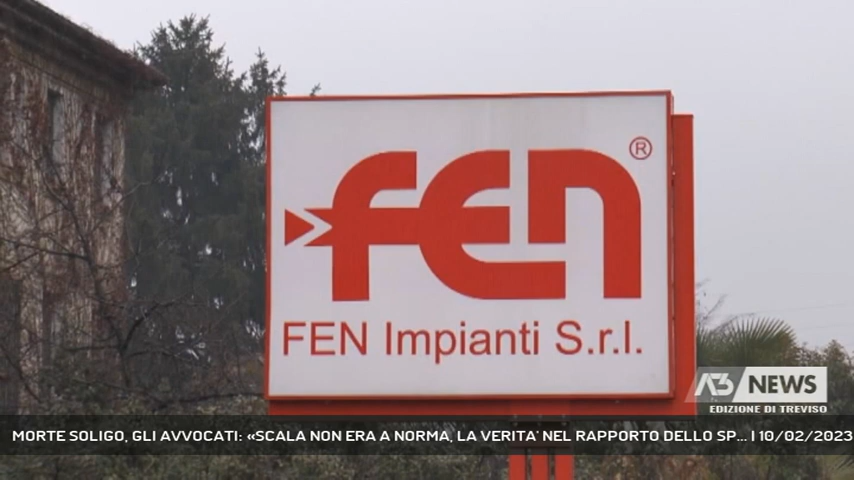 FEN ®
FEN Impianti S.r.l.
A3 NEWS
EDIZIONE DI TREVISO
MORTE SOLIGO, GLI AVVOCATI: «SCALA NON ERA A NORMA, LA VERITA' NEL RAPPORTO DELLO SP... | 10/02/2023